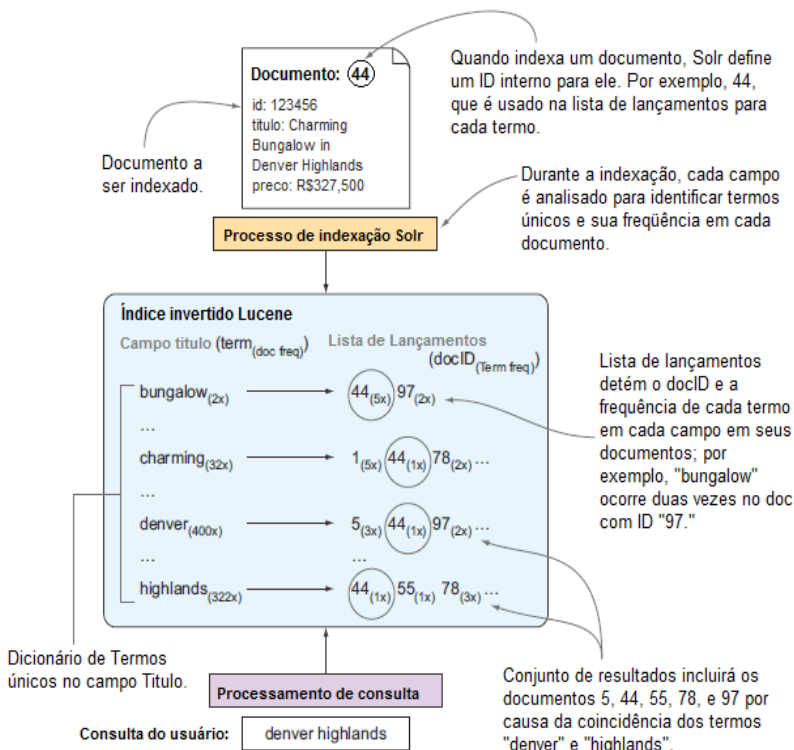 Documento: 44
id: 123456
titulo: Charming
Bungalow in
Denver Highlands
preco: R$327,500
Quando indexa um documento, Solr define
um ID interno para ele. Por exemplo, 44,
que é usado na lista de lançamentos para
cada termo.
Documento a
ser indexado.
Durante a indexação, cada campo
é analisado para identificar termos
únicos e sua freqüência em cada
documento.
Processo de indexação Solr
Índice invertido Lucene
Campo titulo (term(doc freq))
Lista de Lançamentos
(docID(Term freq))
bungalow(2x) 44(5x) 97(2x)
...
charming(32x) 1(5x) 44(1x) 78(2x) ...
...
denver(400x) 5(3x) 44(1x) 97(2x) ...
... ...
highlands(322x) 44(1x) 55(1x) 78(3x) ...
Lista de lançamentos
detém o docID e a
frequência de cada termo
em cada campo em seus
documentos; por
exemplo, "bungalow"
ocorre duas vezes no doc
com ID "97."
Dicionário de Termos
únicos no campo Titulo.
Processamento de consulta
Consulta do usuário: denver highlands
Conjunto de resultados incluirá os
documentos 5, 44, 55, 78, e 97 por
causa da coincidência dos termos
"denver" e "highlands".